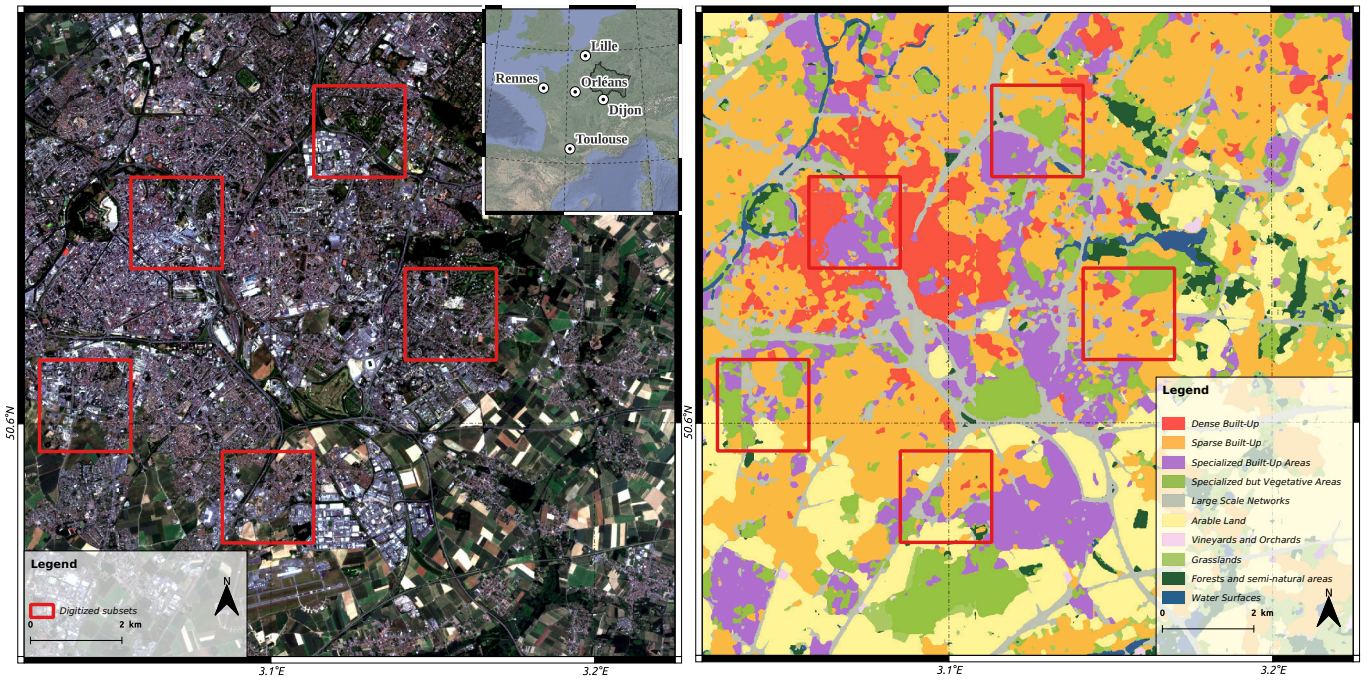 Lille
Rennes
Orléans
Dijon
Toulouse
50.6°N
Legend
Digitized subsets
0
2 km
N
3.1°E
3.2°E
50.6°N
Legend
Dense Built-Up
Sparse Built-Up
Specialized Built-Up Areas
Specialized but Vegetative Areas
Large Scale Networks
Arable Land
Vineyards and Orchards
Grasslands
Forests and semi-natural areas
Water Surfaces
0
2 km
N
3.1°E
3.2°E